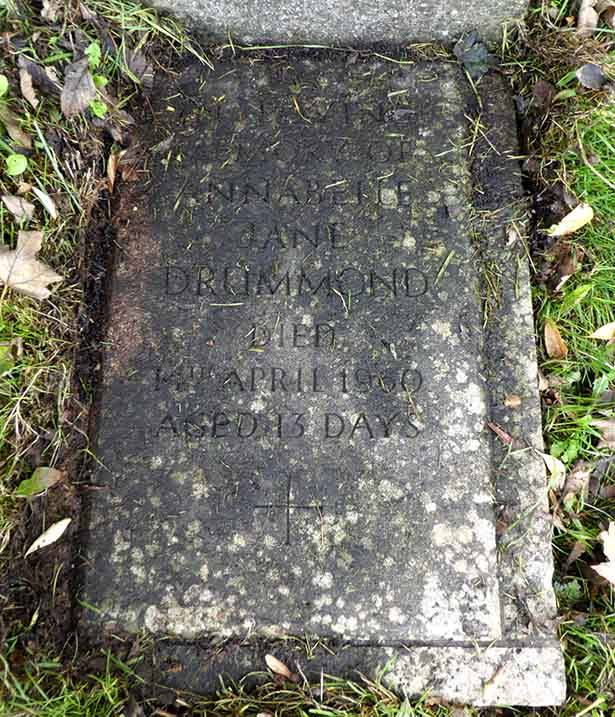 IN LOVING
MEMORY OF
ANNABELLE
JANE
DRUMMOND
DIED
14TH APRIL 1960
AGED 13 DAYS